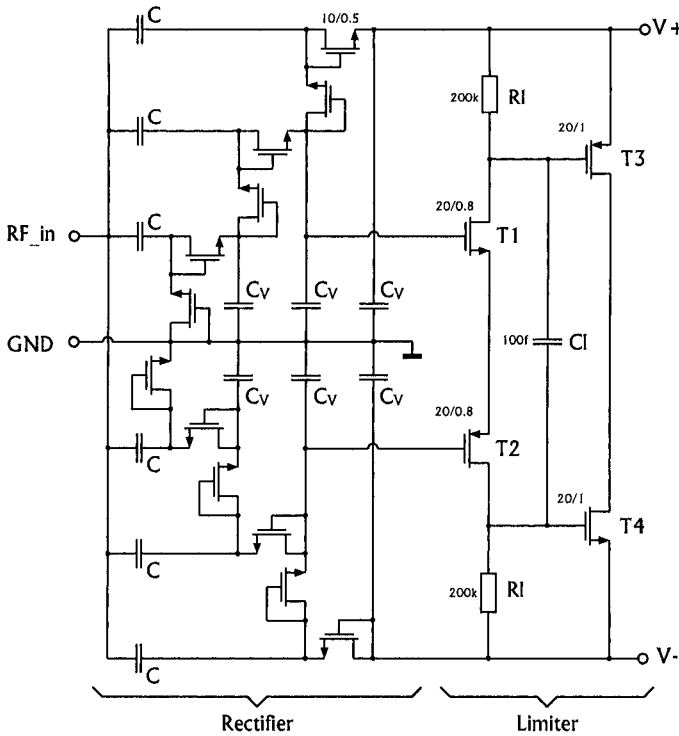 C
10/0.5
V+
200k
Rl
C
20/1
T3
20/0.8
RF_in
C
T1
CV
CV
CV
GND
100f
Cl
CV
CV
CV
20/0.8
C
T2
20/1
T4
C
200k
Rl
C
V-
Rectifier
Limiter